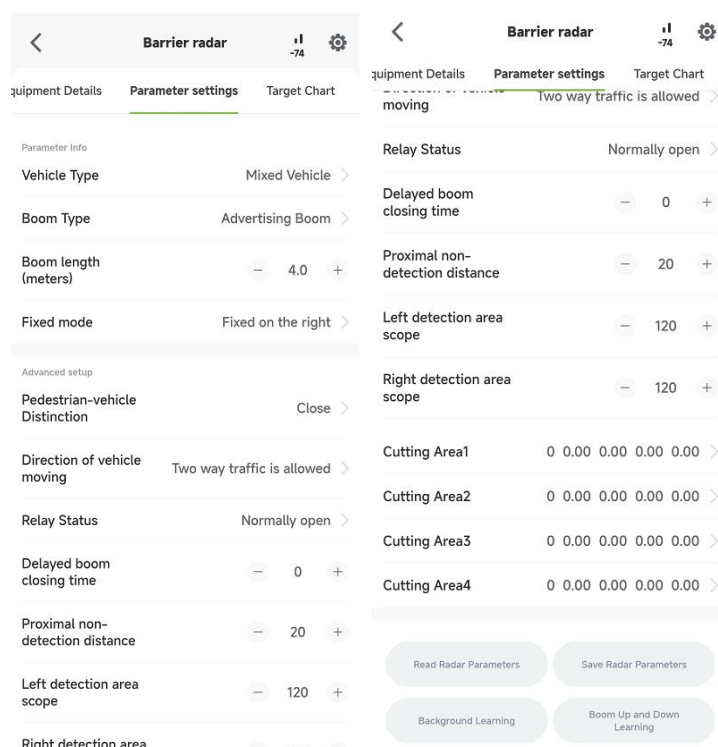 Barrier radar
-74
quipment Details Parameter settings Target Chart
Parameter Info
Vehicle Type Mixed Vehicle
Boom Type Advertising Boom
Boom length
(meters)
− 4.0 +
Fixed mode Fixed on the right
Advanced setup
Pedestrian-vehicle
Distinction
Close
Direction of vehicle
moving
Two way traffic is allowed
Relay Status Normally open
Delayed boom
closing time
− 0 +
Proximal non-
detection distance
− 20 +
Left detection area
scope
− 120 +
Right detection area
Barrier radar
-74
quipment Details Parameter settings Target Chart
Direction of vehicle
moving
Two way traffic is allowed
Relay Status Normally open
Delayed boom
closing time
− 0 +
Proximal non-
detection distance
− 20 +
Left detection area
scope
− 120 +
Right detection area
scope
− 120 +
Cutting Area1 0 0.00 0.00 0.00 0.00
Cutting Area2 0 0.00 0.00 0.00 0.00
Cutting Area3 0 0.00 0.00 0.00 0.00
Cutting Area4 0 0.00 0.00 0.00 0.00
Read Radar Parameters Save Radar Parameters
Background Learning Boom Up and Down
Learning